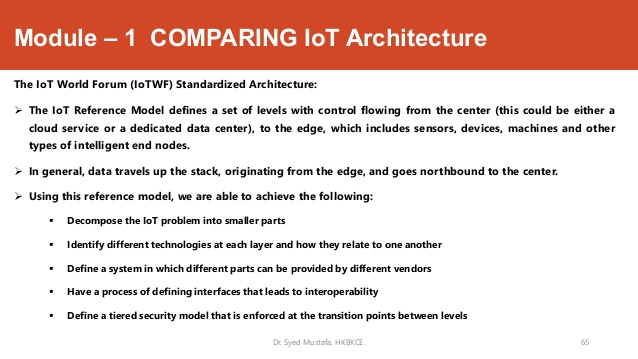 Module – 1  COMPARING IoT Architecture
The IoT World Forum (IoTWF) Standardized Architecture:
➢ The IoT Reference Model defines a set of levels with control flowing from the center (this could be either a
cloud service or a dedicated data center), to the edge, which includes sensors, devices, machines and other
types of intelligent end nodes.
➢ In general, data travels up the stack, originating from the edge, and goes northbound to the center.
➢ Using this reference model, we are able to achieve the following:
▪ Decompose the IoT problem into smaller parts
▪ Identify different technologies at each layer and how they relate to one another
▪ Define a system in which different parts can be provided by different vendors
▪ Have a process of defining interfaces that leads to interoperability
▪ Define a tiered security model that is enforced at the transition points between levels
Dr. Syed Mustafa, HKBKCE. 65